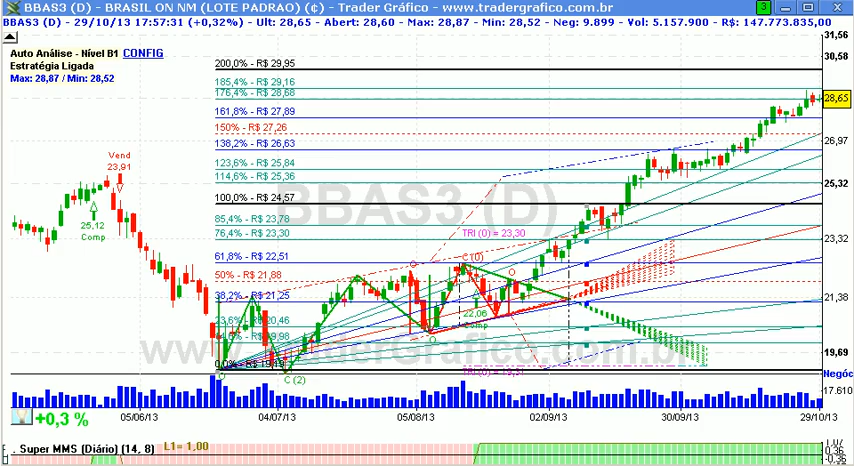 BBAS3 (D) - BRASIL ON NM (LOTE PADRAO) (¢) - Trader Gráfico - www.tradergrafico.com.br
3
BBAS3 (D) - 29/10/13 17:57:31 (+0,32%) - Ult: 28,65 - Abert: 28,60 - Max: 28,87 - Min: 28,52 - Neg: 9.899 - Vol: 5.157.900 - R$: 147.773.835,00
Auto Análise - Nível B1 CONFIG
Estratégia Ligada
Max: 28,87 / Min: 28,52
200,0% - R$ 29,95
185,4% - R$ 29,16
176,4% - R$ 28,68
161,8% - R$ 27,89
150% - R$ 27,26
138,2% - R$ 26,63
123,6% - R$ 25,84
114,6% - R$ 25,36
100,0% - R$ 24,57
85,4% - R$ 23,78
76,4% - R$ 23,30
61,8% - R$ 22,51
50% - R$ 21,88
38,2% - R$ 21,25
23,6% - R$ 20,46
0,0% - R$ 19,19
31,56
30,58
28,65
26,97
25,32
23,32
21,38
19,69
Negóc
17.610
Vend
23,91
25,12
Comp
BBAS3 (D)
TRI (0) = 23,30
C (0)
O
O
22,06
Comp
O
O
C (2)
www.TraderGrafico.com.br
05/06/13
04/07/13
05/08/13
02/09/13
30/09/13
29/10/13
+0,3 %
. Super MMS (Diário) (14, 8) L1= 1,00
1,07
0,36
-0,36